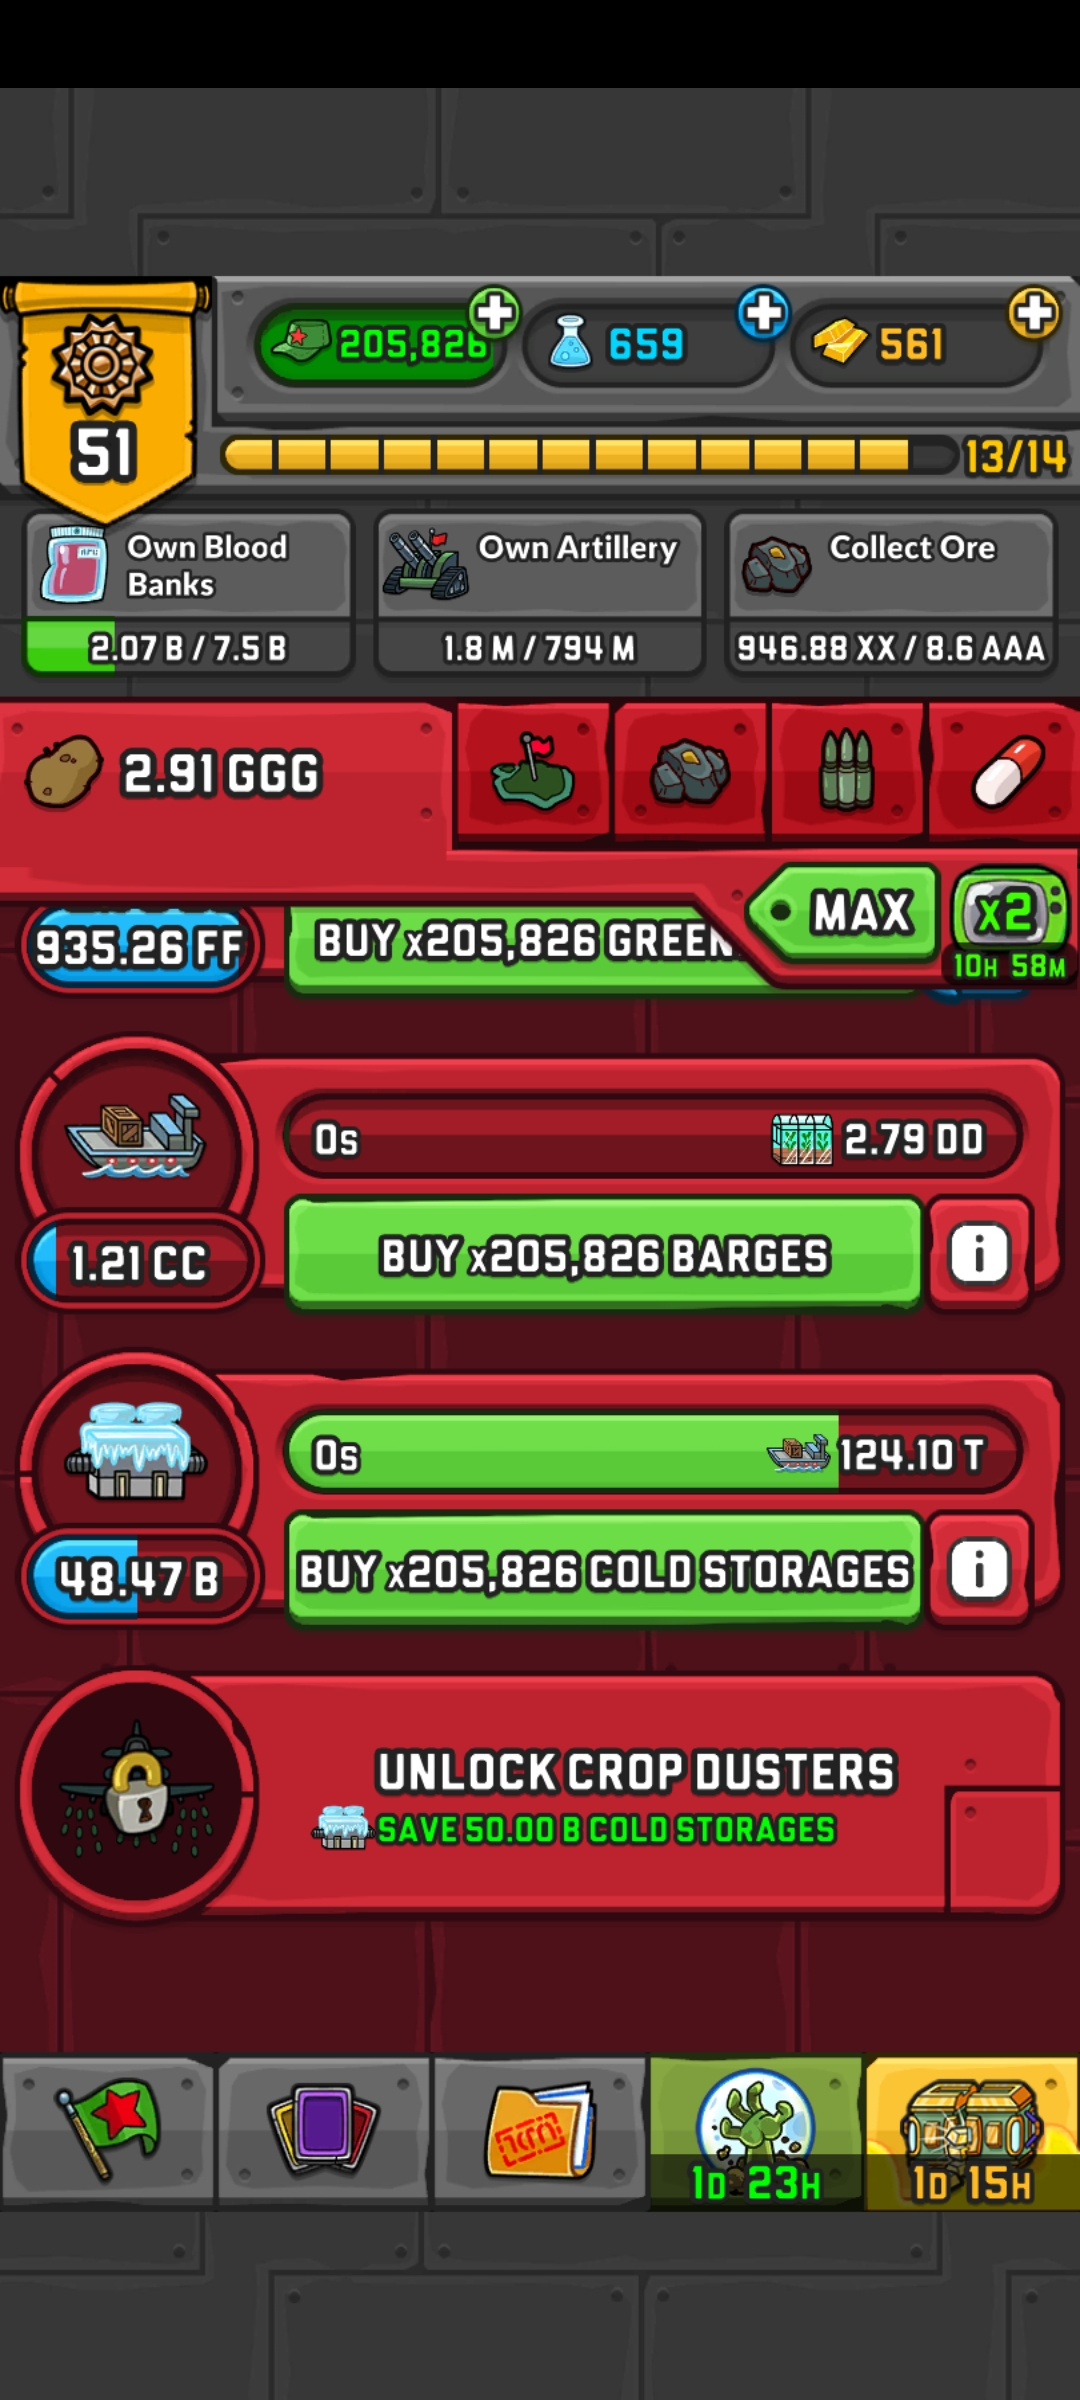 205,826
659
561
51
13/14
Own Blood
Banks
2.07 B / 7.5 B
Own Artillery
1.8 M / 794 M
Collect Ore
946.88 XX / 8.6 AAA
2.91 GGG
MAX
x2
10H 58M
935.26 FF
BUY x205,826 GREEN
0s
2.79 DD
1.21 CC
BUY x205,826 BARGES
i
0s
124.10 T
48.47 B
BUY x205,826 COLD STORAGES
i
UNLOCK CROP DUSTERS
SAVE 50.00 B COLD STORAGES
1D 23H
1D 15H